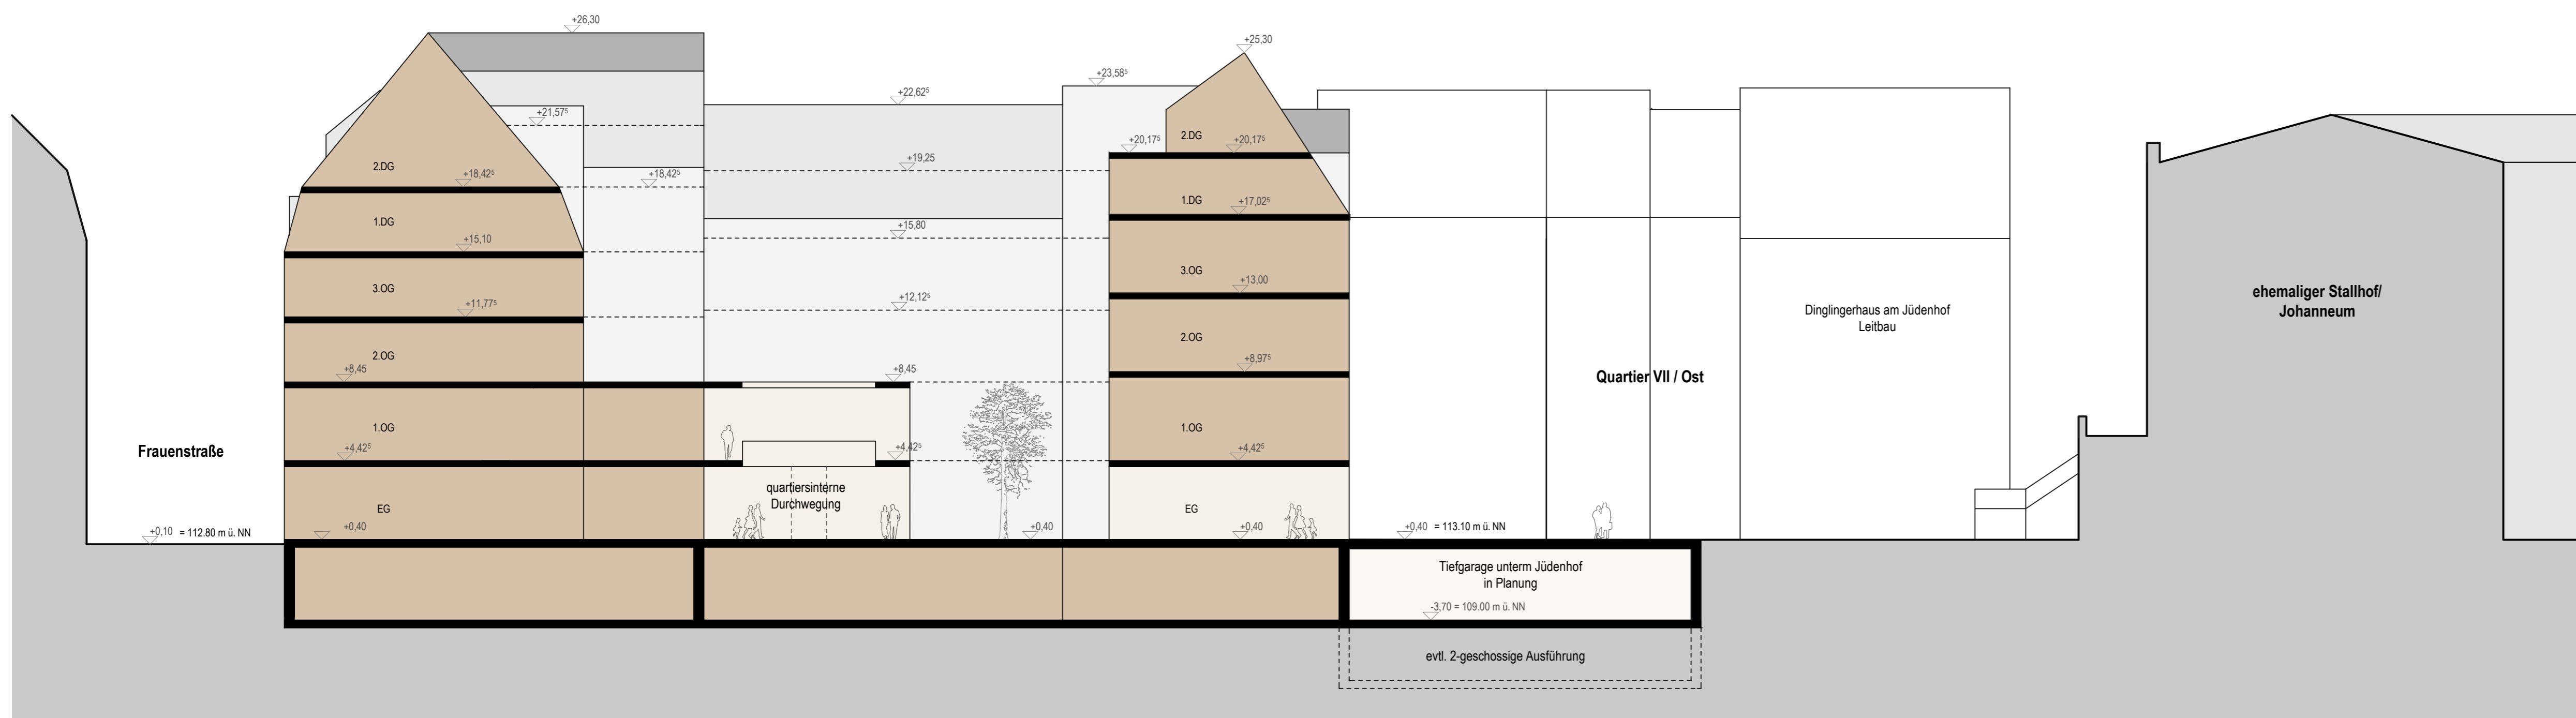 +26,30
+25,30
+23,58⁵
+22,62⁵
+21,57⁵
2.DG
+20,17⁵
+20,17⁵
2.DG
+19,25
+18,42⁵
+18,42⁵
1.DG
+17,02⁵
1.DG
+15,80
+15,10
3.OG
+13,00
3.OG
+12,12⁵
+11,77⁵
ehemaliger Stallhof/
Johanneum
Dinglingerhaus am Jüdenhof
Leitbau
2.OG
2.OG
+8,97⁵
+8,45
+8,45
Quartier VII / Ost
1.OG
1.OG
+4,42⁵
+4,42⁵
+4,42⁵
Frauenstraße
quartiersinterne
Durchwegung
EG
EG
+0,10 = 112.80 m ü. NN
+0,40
+0,40
+0,40
+0,40 = 113.10 m ü. NN
Tiefgarage unterm Jüdenhof
in Planung
-3,70 = 109.00 m ü. NN
evtl. 2-geschossige Ausführung